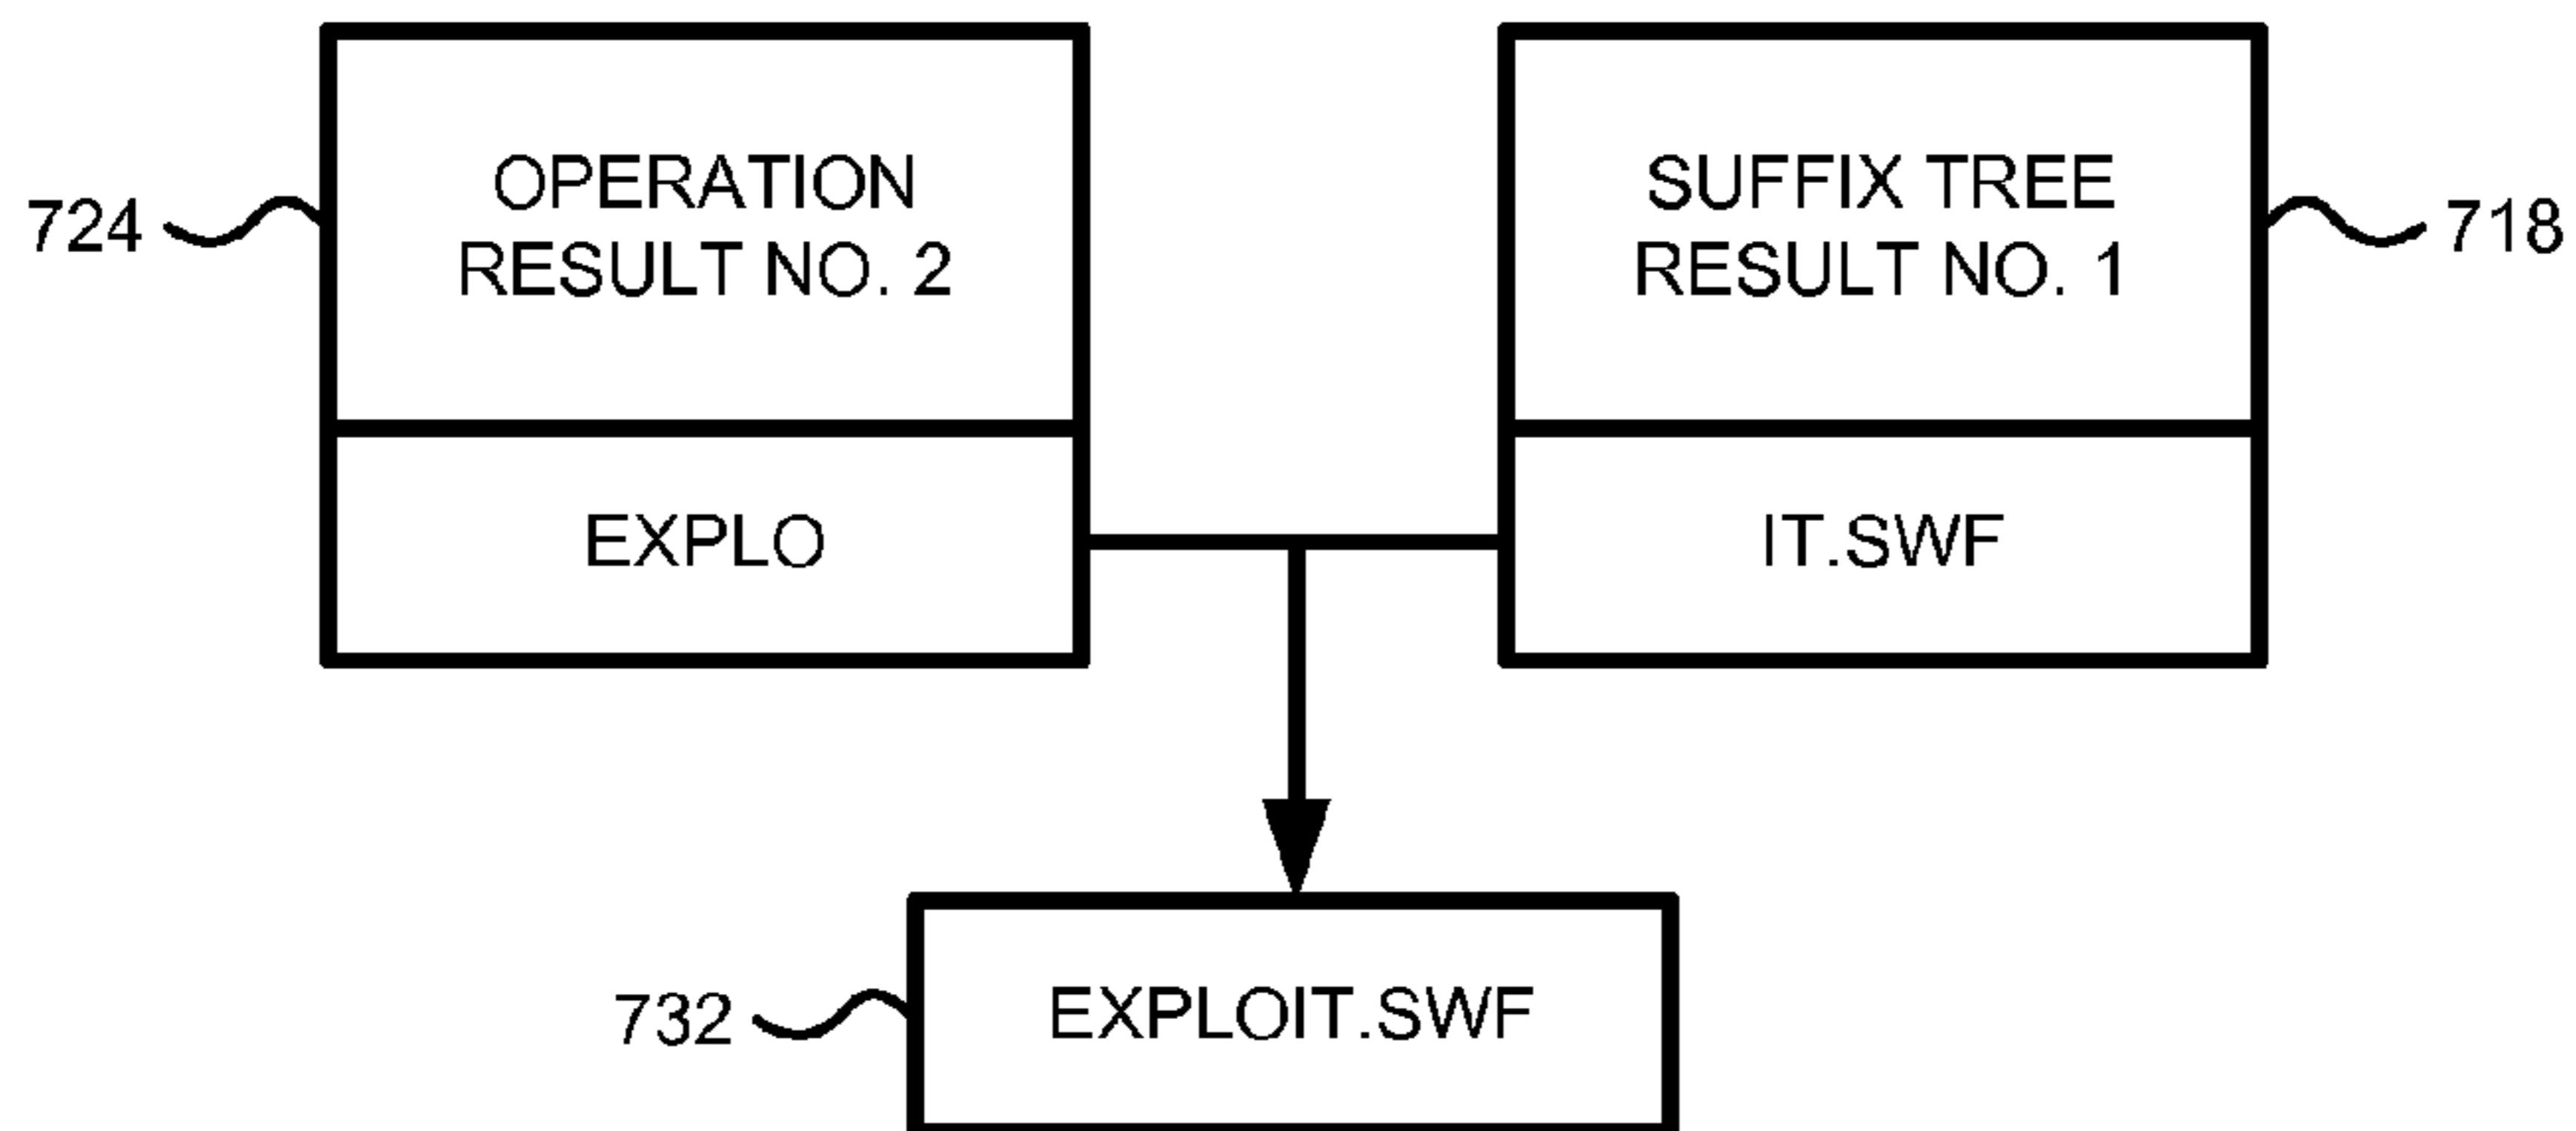 OPERATION
RESULT NO. 2
SUFFIX TREE
RESULT NO. 1
724
718
EXPLO
IT.SWF
732
EXPLOIT.SWF